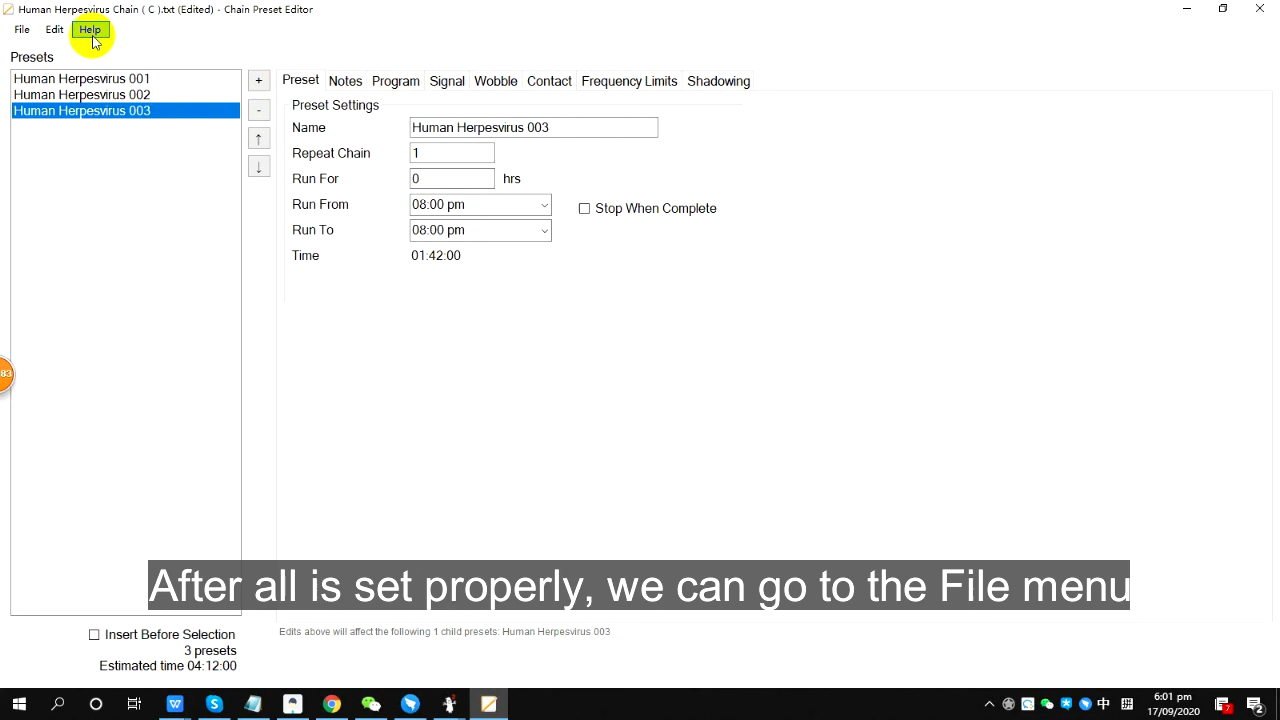 Human Herpesvirus Chain ( C ).txt (Edited) - Chain Preset Editor
File Edit Help
Presets
Human Herpesvirus 001
Human Herpesvirus 002
Human Herpesvirus 003
+
-
↑
↓
Preset Notes Program Signal Wobble Contact Frequency Limits Shadowing
Preset Settings
Name Human Herpesvirus 003
Repeat Chain 1
Run For 0 hrs
Run From 08:00 pm
Stop When Complete
Run To 08:00 pm
Time 01:42:00
83
After all is set properly, we can go to the File menu
Insert Before Selection
3 presets
Estimated time 04:12:00
Edits above will affect the following 1 child presets: Human Herpesvirus 003
W
S
中
拼
6:01 pm
17/09/2020
7
2